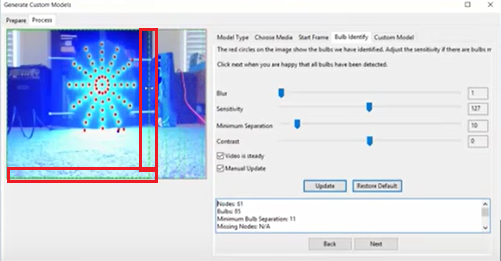 Generate Custom Models
Prepare Process
Model Type Choose Media Start Frame Bulb Identify Custom Model
The red circles on the image show the bulbs we have identified. Adjust the sensitivity if there are bulbs m
Click next when you are happy that all bulbs have been detected.
Blur 1
Sensitivity 127
Minimum Separation 10
Contrast 0
Video is steady
Manual Update
Update Restore Default
Nodes: 61
Bulbs: 85
Minimum Bulb Separation: 11
Missing Nodes: N/A
Back Next